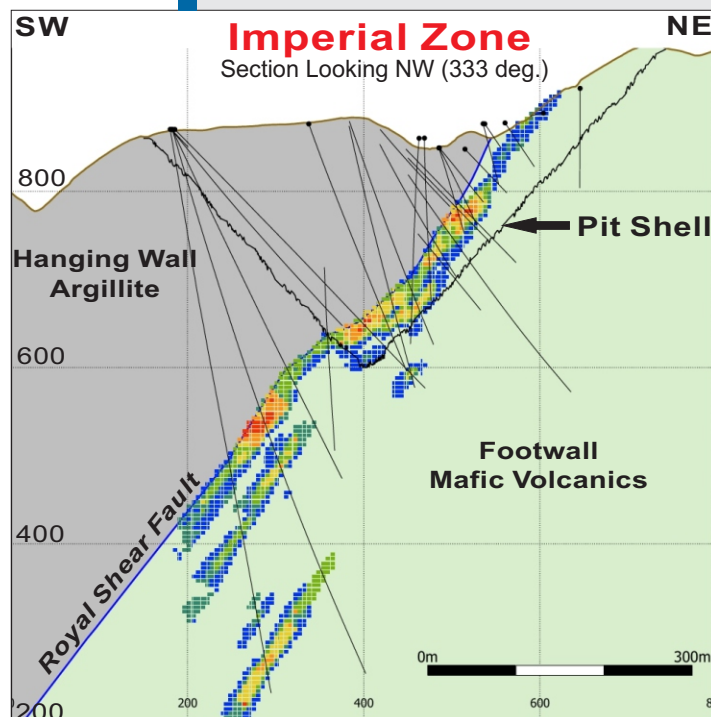 SW
NE
Imperial Zone
Section Looking NW (333 deg.)
800
Pit Shell
Hanging Wall
Argillite
600
Footwall
Mafic Volcanics
400
Royal Shear Fault
0m
300m
200
200
400
600